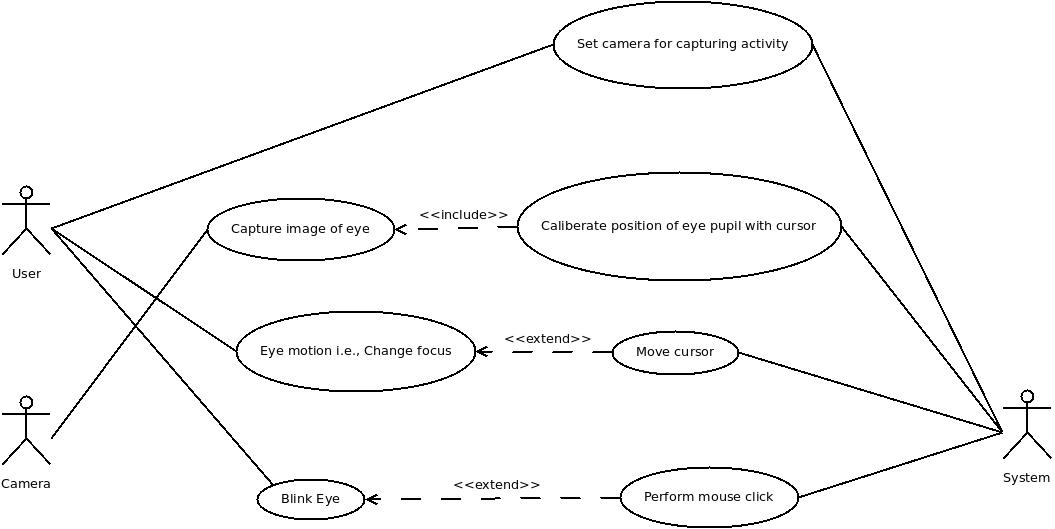 Set camera for capturing activity
<<include>>
Capture image of eye
Caliberate position of eye pupil with cursor
User
<<extend>>
Eye motion i.e., Change focus
Move cursor
Camera
System
<<extend>>
Blink Eye
Perform mouse click